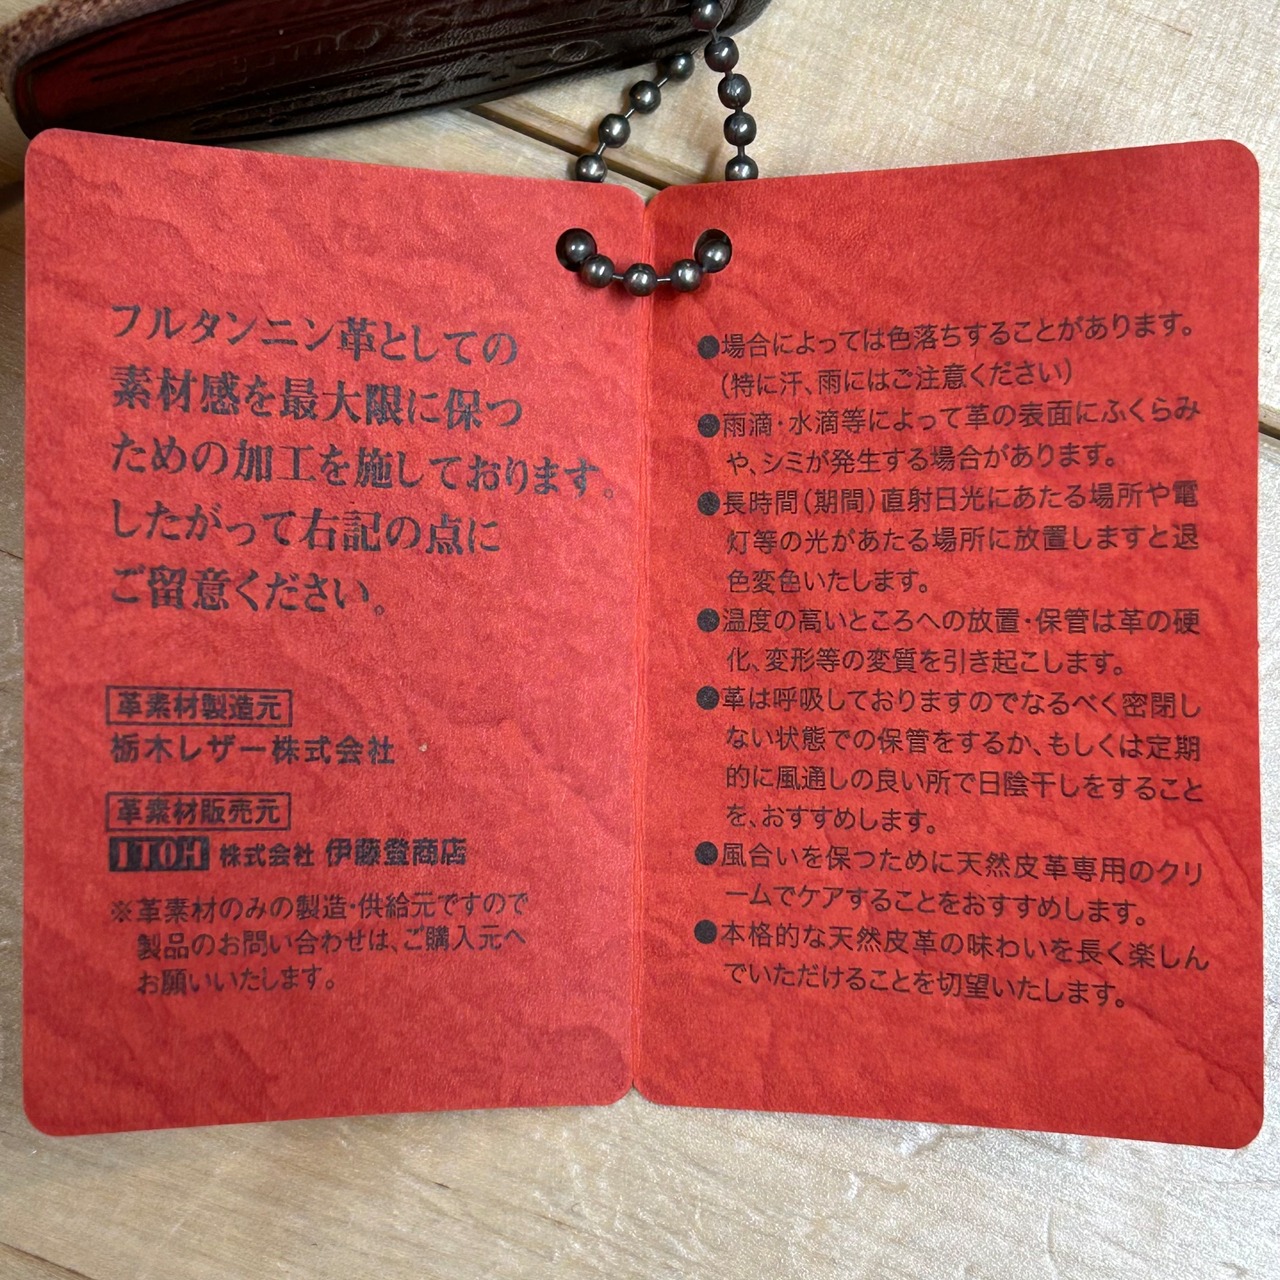 フルタンニン革としての
素材感を最大限に保つ
ための加工を施しております。
したがって右記の点に
ご留意ください。
革素材製造元
栃木レザー株式会社
革素材販売元
ITOH 株式会社 伊藤登商店
※革素材のみの製造・供給元ですので
製品のお問い合わせは、ご購入元へ
お願いいたします。
●場合によっては色落ちすることがあります。
(特に汗、雨にはご注意ください)
●雨滴・水滴等によって革の表面にふくらみ
や、シミが発生する場合があります。
●長時間(期間)直射日光にあたる場所や電
灯等の光があたる場所に放置しますと退
色変色いたします。
●温度の高いところへの放置・保管は革の硬
化、変形等の変質を引き起こします。
●革は呼吸しておりますのでなるべく密閉し
ない状態での保管をするか、もしくは定期
的に風通しの良い所で日陰干しをすること
を、おすすめします。
●風合いを保つために天然皮革専用のクリ
ームでケアすることをおすすめします。
●本格的な天然皮革の味わいを長く楽しん
でいただけることを切望いたします。